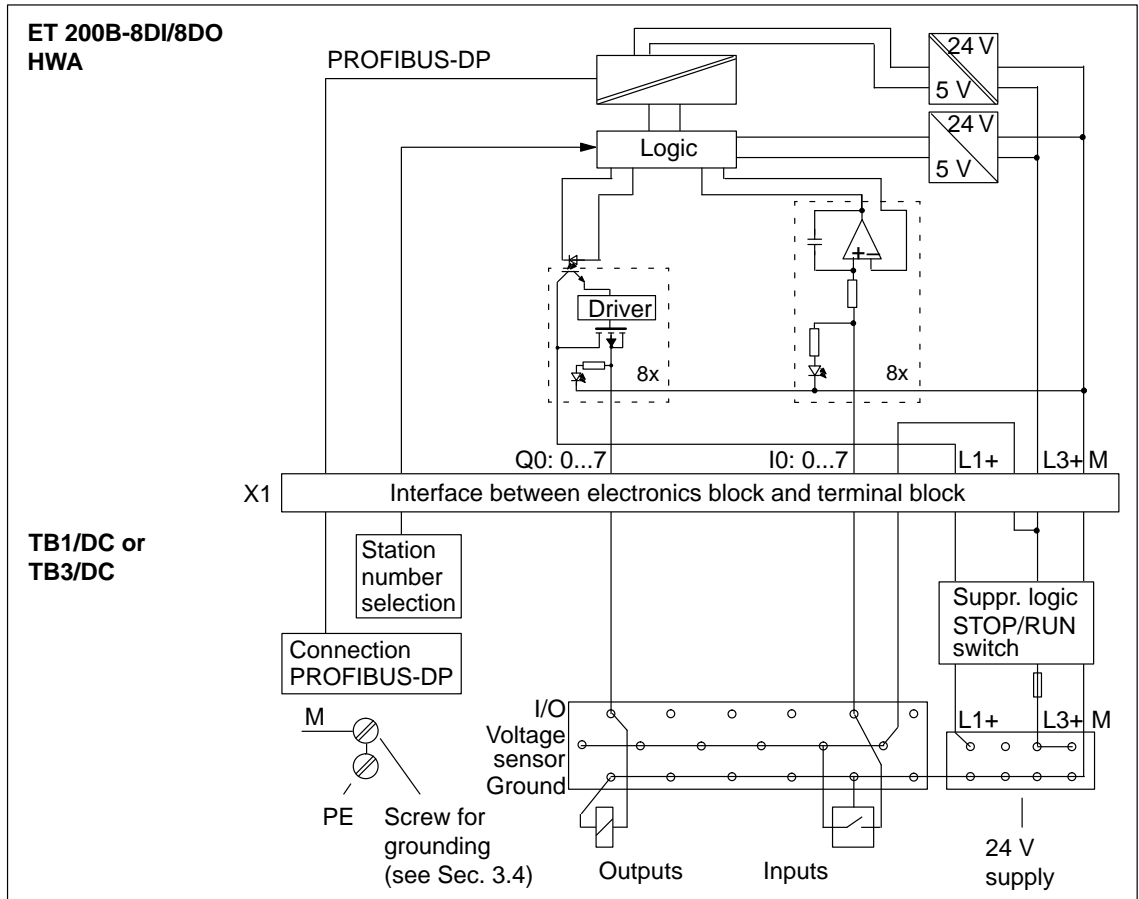 ET 200B-8DI/8DO
HWA
PROFIBUS-DP
24 V
5 V
24 V
5 V
Logic
+ −
Driver
8x
8x
Q0: 0...7
I0: 0...7
L1+
L3+ M
X1
Interface between electronics block and terminal block
TB1/DC or
TB3/DC
Station
number
selection
Suppr. logic
STOP/RUN
switch
Connection
PROFIBUS-DP
M
I/O
Voltage
sensor
Ground
L1+
L3+ M
PE
Screw for
grounding
(see Sec. 3.4)
Outputs
Inputs
24 V
supply